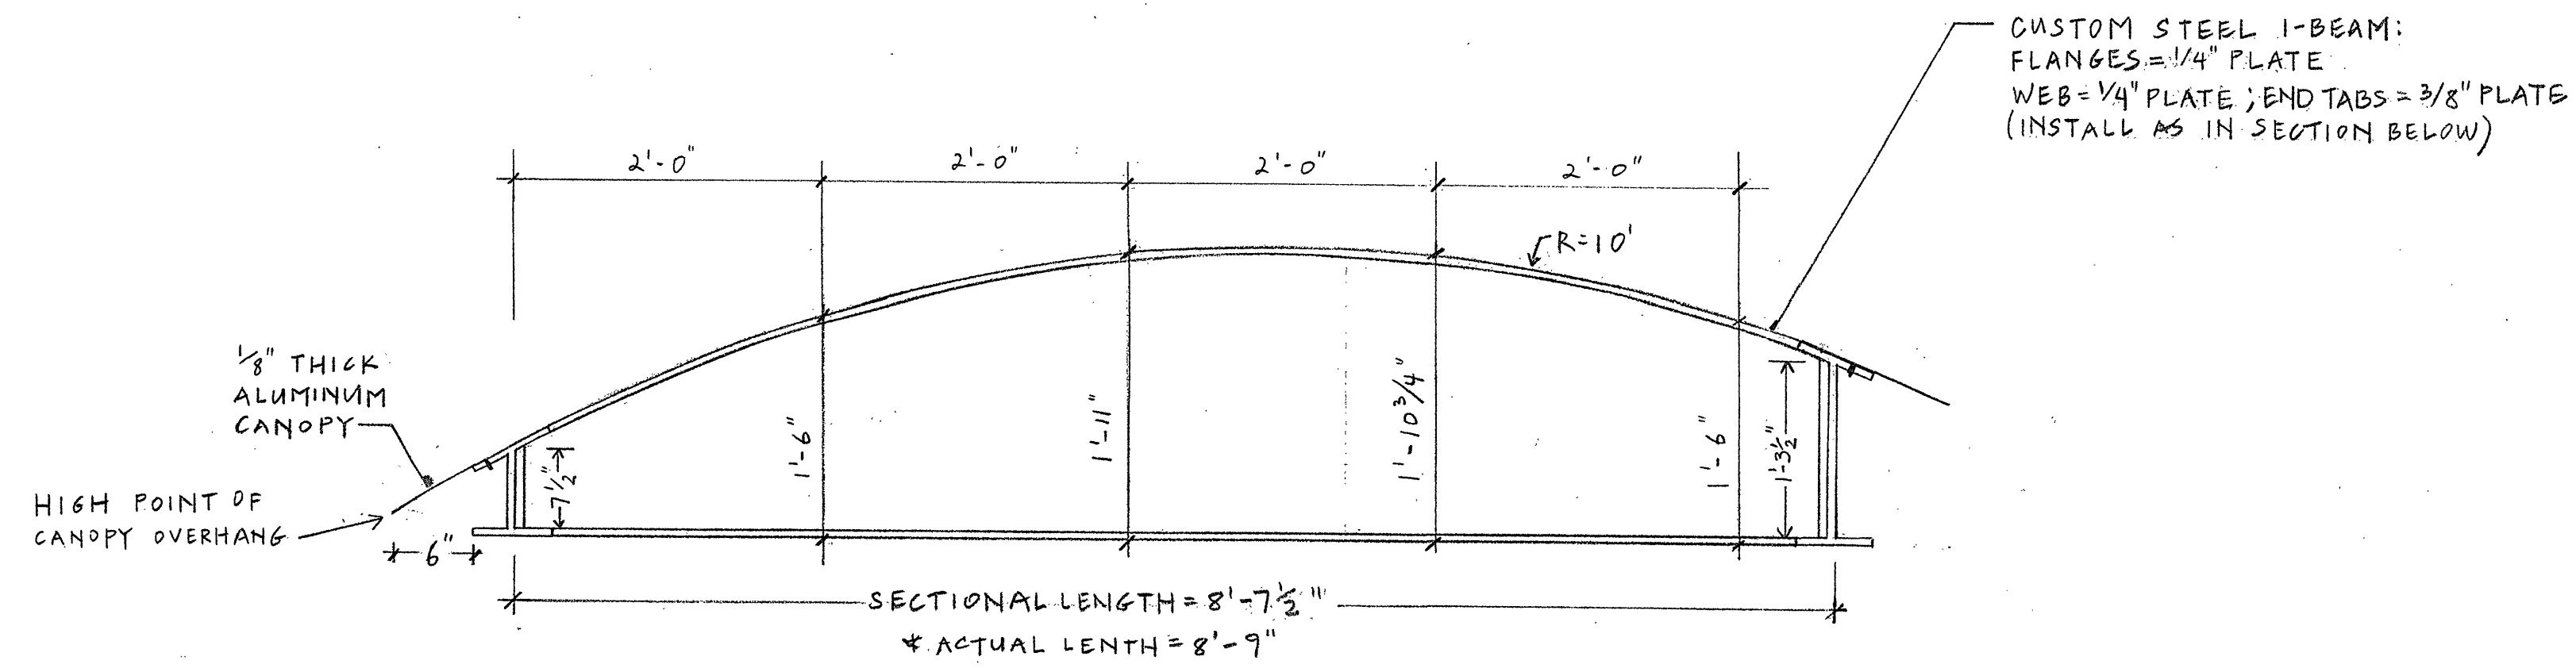 CUSTOM STEEL I-BEAM:
FLANGES = 1/4" PLATE
WEB = 1/4" PLATE ; END TABS = 3/8" PLATE
(INSTALL AS IN SECTION BELOW)
2'-0" 2'-0" 2'-0" 2'-0"
R=10'
1/8" THICK
ALUMINUM
CANOPY
HIGH POINT OF
CANOPY OVERHANG
6"
7 1/2"
1'-6"
1'-11"
1'-10 3/4"
1'-6"
1'-3 1/2"
SECTIONAL LENGTH = 8'-7 1/2"
* ACTUAL LENTH = 8'-9"